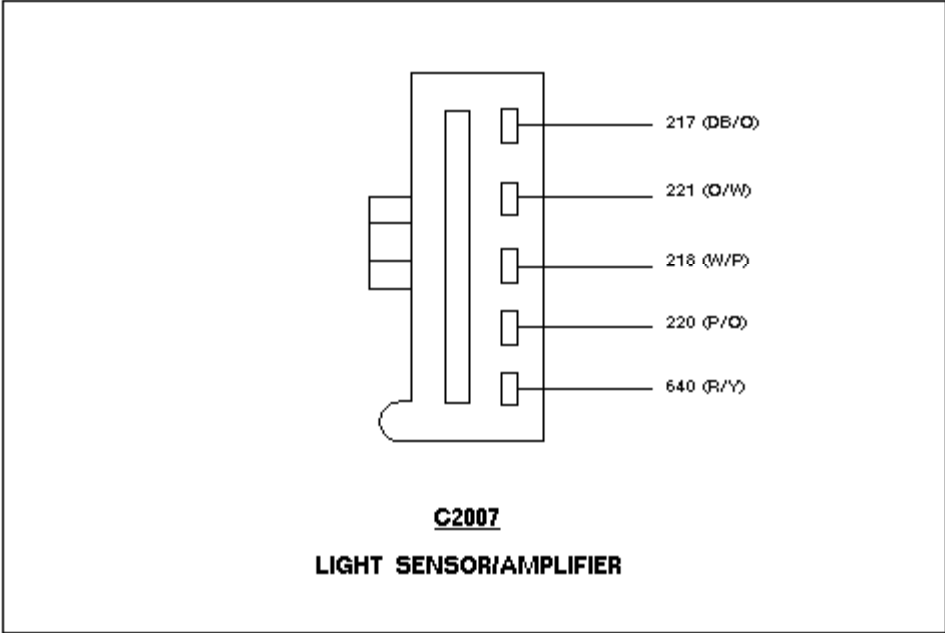 217 (DB/O)
221 (O/W)
218 (W/P)
220 (P/O)
640 (R/Y)
C2007
LIGHT SENSOR/AMPLIFIER